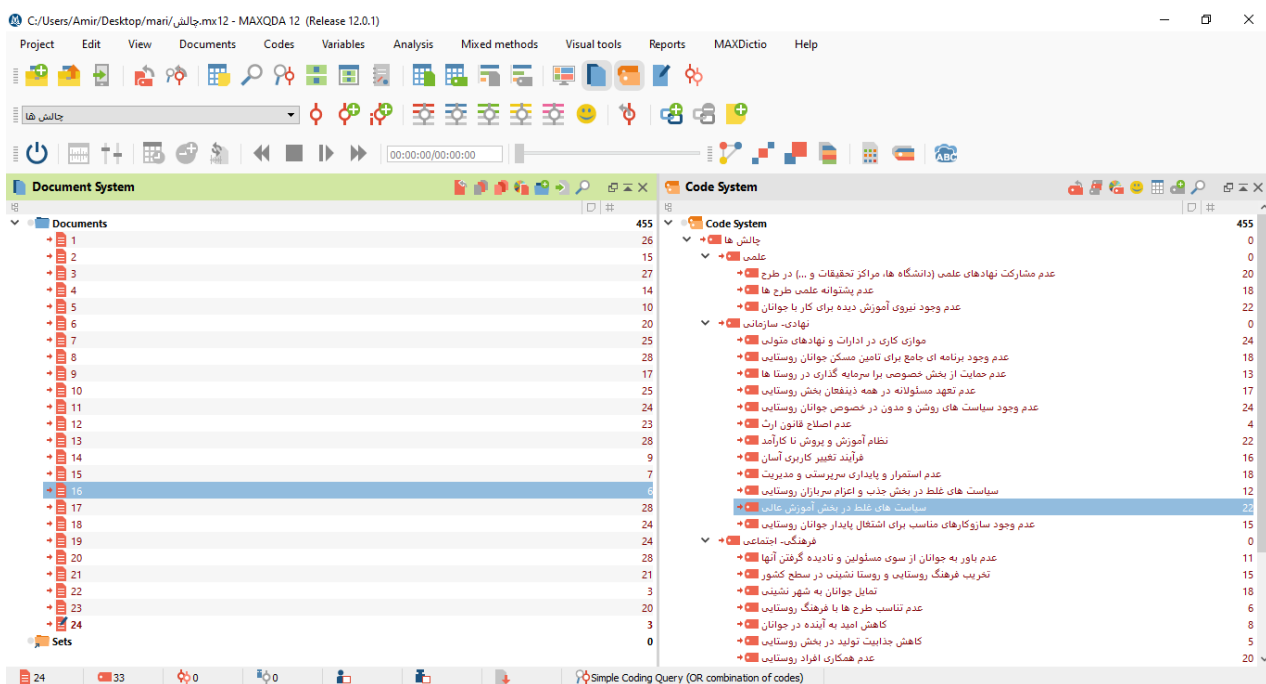 C:/Users/Amir/Desktop/mari/چالش.mx12 - MAXQDA 12 (Release 12.0.1)
Project Edit View Documents Codes Variables Analysis Mixed methods Visual tools Reports MAXDictio Help
چالش ها
00:00:00/00:00:00
ABC
Document System
#
Documents 455
1 26
2 15
3 27
4 14
5 10
6 20
7 25
8 28
9 17
10 25
11 24
12 23
13 28
14 9
15 7
16 6
17 28
18 24
19 24
20 28
21 21
22 3
23 20
24 3
Sets 0
Code System
#
Code System 455
چالش ها 0
علمی 0
عدم مشارکت نهادهای علمی (دانشگاه ها، مراکز تحقیقات و ...) در طرح 20
عدم پشتوانه علمی طرح ها 18
عدم وجود نیروی آموزش دیده برای کار با جوانان 22
نهادی- سازمانی 0
موازی کاری در ادارات و نهادهای متولی 24
عدم وجود برنامه ای جامع برای تامین مسکن جوانان روستایی 18
عدم حمایت از بخش خصوصی برا سرمایه گذاری در روستا ها 13
عدم تعهد مسئولانه در همه ذینفعان بخش روستایی 17
عدم وجود سیاست های روشن و مدون در خصوص جوانان روستایی 24
عدم اصلاح قانون ارث 4
نظام آموزش و پروش نا کارآمد 22
فرآیند تغییر کاربری آسان 16
عدم استمرار و پایداری سرپرستی و مدیریت 18
سیاست های غلط در بخش جذب و اعزام سربازان روستایی 12
سیاست های غلط در بخش آموزش عالی 22
عدم وجود سازوکارهای مناسب برای اشتغال پایدار جوانان روستایی 15
فرهنگی- اجتماعی 0
عدم باور به جوانان از سوی مسئولین و نادیده گرفتن آنها 11
تخریب فرهنگ روستایی و روستا نشینی در سطح کشور 15
تمایل جوانان به شهر نشینی 18
عدم تناسب طرح ها با فرهنگ روستایی 6
کاهش امید به آینده در جوانان 8
کاهش جذابیت تولید در بخش روستایی 5
عدم همکاری افراد روستایی 20
24 33 0 0 Simple Coding Query (OR combination of codes)